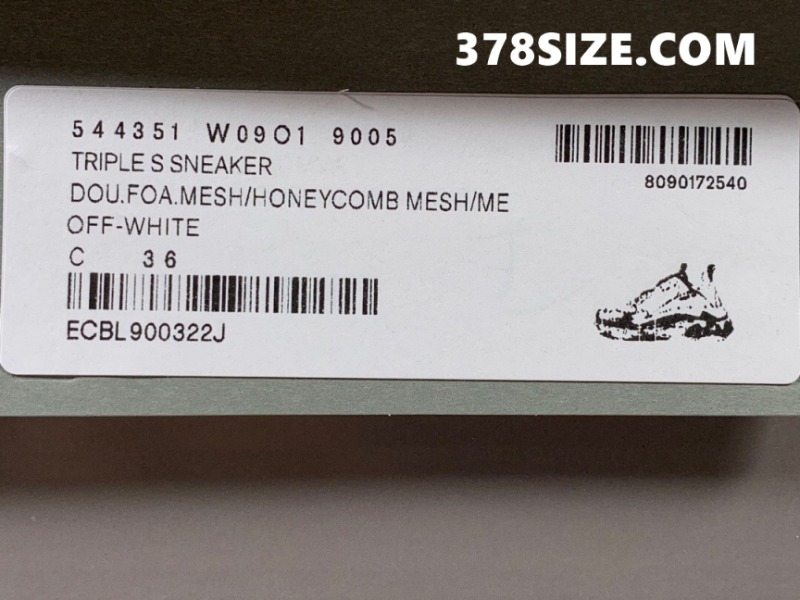 378SIZE.COM
544351 W09O1 9005
8090172540
TRIPLE S SNEAKER
DOU.FOA.MESH/HONEYCOMB MESH/ME
OFF-WHITE
C 36
ECBL900322J